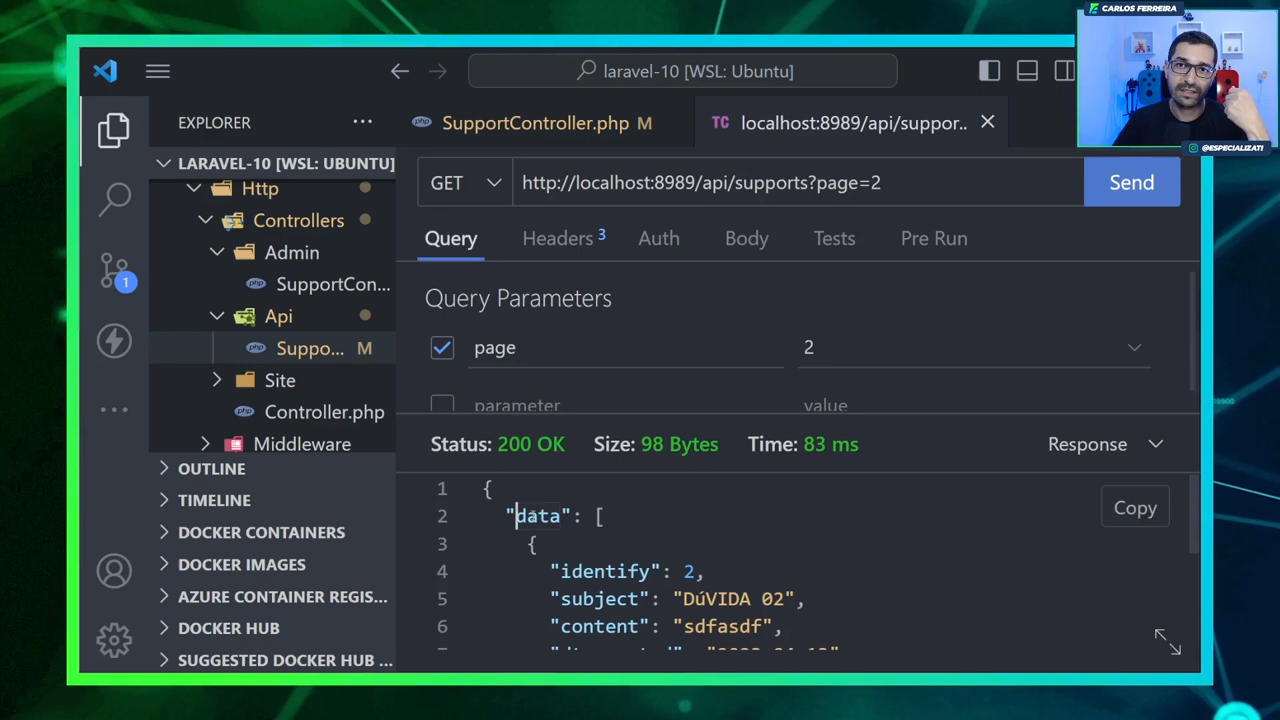 CARLOS FERREIRA
@ESPECIALIZATI
laravel-10 [WSL: Ubuntu]
EXPLORER
SupportController.php M
TC localhost:8989/api/suppor..
LARAVEL-10 [WSL: UBUNTU]
Http
Controllers
Admin
SupportCon...
Api
Suppo... M
Site
Controller.php
Middleware
OUTLINE
TIMELINE
DOCKER CONTAINERS
DOCKER IMAGES
AZURE CONTAINER REGIS...
DOCKER HUB
SUGGESTED DOCKER HUB ...
1
GET
http://localhost:8989/api/supports?page=2
Send
Query Headers 3 Auth Body Tests Pre Run
Query Parameters
page 2
parameter value
Status: 200 OK Size: 98 Bytes Time: 83 ms Response
Copy
1 {
2 "data": [
3 {
4 "identify": 2,
5 "subject": "DúVIDA 02",
6 "content": "sdfasdf",